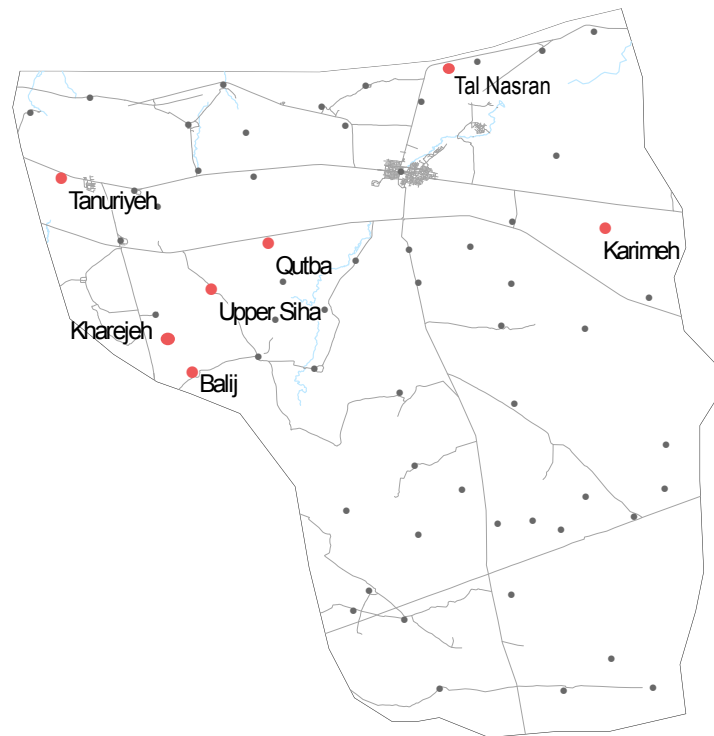 Tal Nasran
Tanuriyeh
Karimeh
Qutba
Upper Siha
Kharejeh
Balij